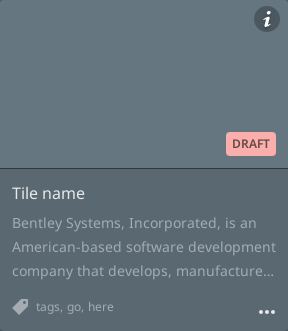 i
DRAFT
Tile name
Bentley Systems, Incorporated, is an
American-based software development
company that develops, manufacture...
tags, go, here